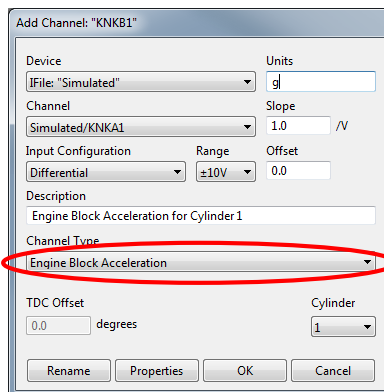 Add Channel: "KNKB1"
Device
Units
IFile: "Simulated"
g
Channel
Slope
Simulated/KNKA1
1.0
/V
Input Configuration
Range
Offset
Differential
±10V
0.0
Description
Engine Block Acceleration for Cylinder 1
Channel Type
Engine Block Acceleration
TDC Offset
Cylinder
0.0
degrees
1
Rename
Properties
OK
Cancel